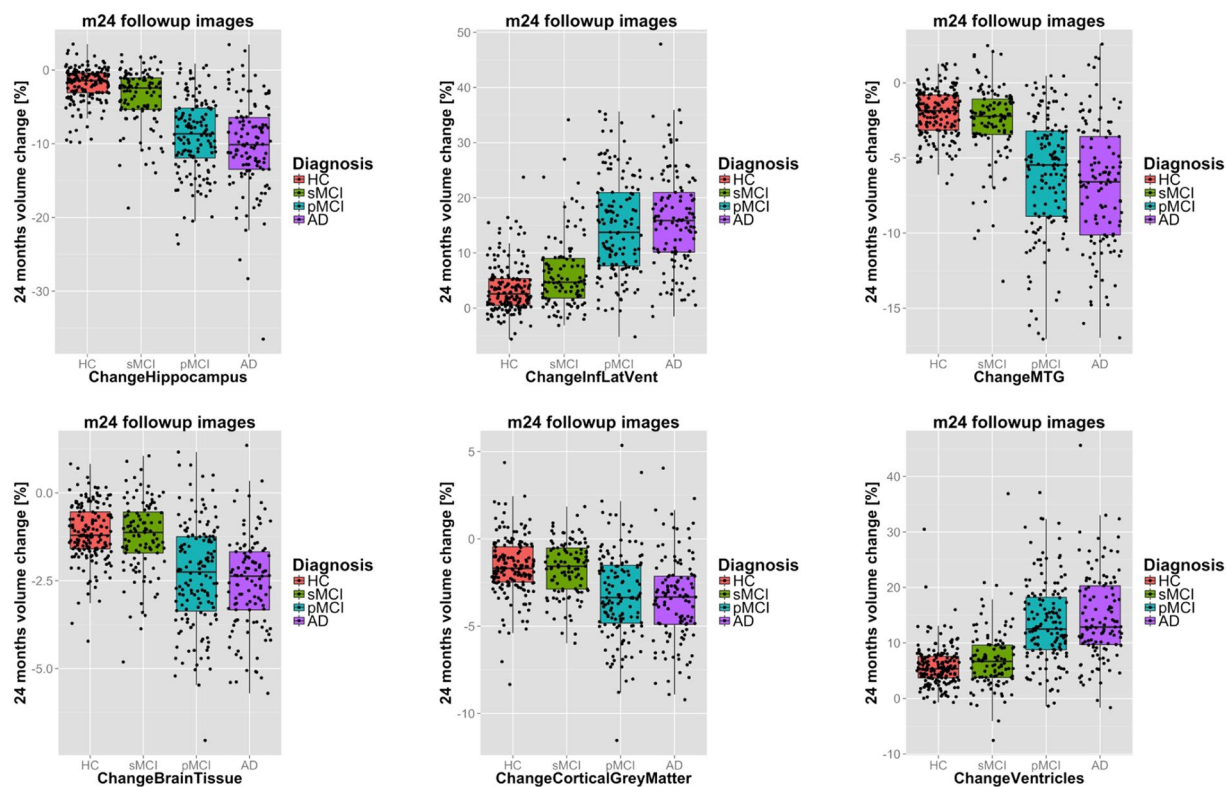 m24 followup images
24 months volume change [%]
0
-10
-20
-30
HC
sMCI
pMCI
AD
ChangeHippocampus
Diagnosis
HC
sMCI
pMCI
AD
m24 followup images
24 months volume change [%]
50
40
30
20
10
0
HC
sMCI
pMCI
AD
ChangeInfLatVent
Diagnosis
HC
sMCI
pMCI
AD
m24 followup images
24 months volume change [%]
0
-5
-10
-15
HC
sMCI
pMCI
AD
ChangeMTG
Diagnosis
HC
sMCI
pMCI
AD
m24 followup images
24 months volume change [%]
0.0
-2.5
-5.0
HC
sMCI
pMCI
AD
ChangeBrainTissue
Diagnosis
HC
sMCI
pMCI
AD
m24 followup images
24 months volume change [%]
5
0
-5
-10
HC
sMCI
pMCI
AD
ChangeCorticalGreyMatter
Diagnosis
HC
sMCI
pMCI
AD
m24 followup images
24 months volume change [%]
40
30
20
10
0
-10
HC
sMCI
pMCI
AD
ChangeVentricles
Diagnosis
HC
sMCI
pMCI
AD